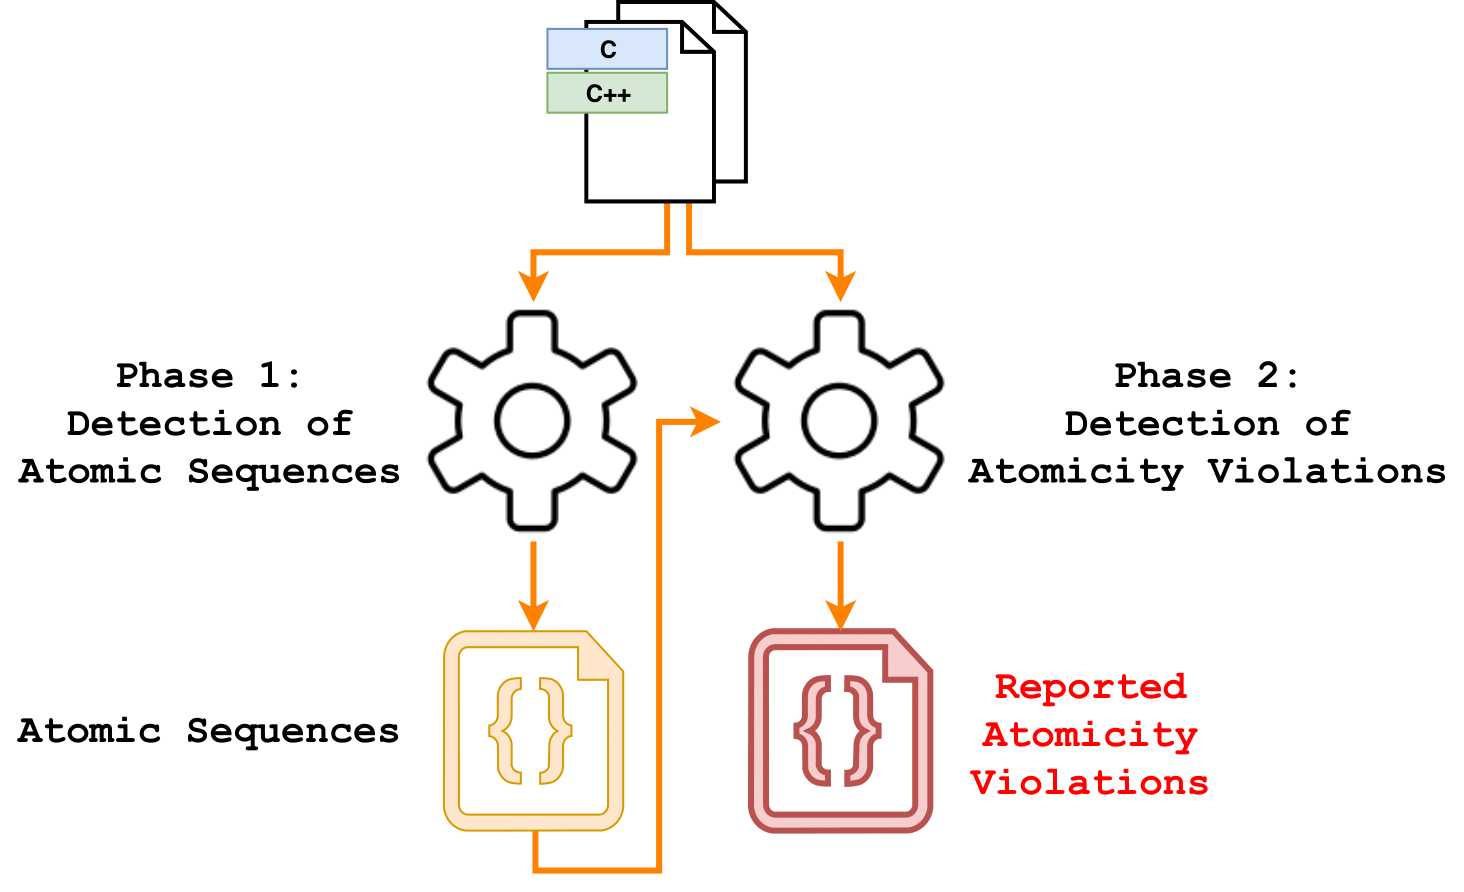 C
C++
Phase 1:
Detection of
Atomic Sequences
Phase 2:
Detection of
Atomicity Violations
Atomic Sequences
{}
Reported
Atomicity
Violations
{}